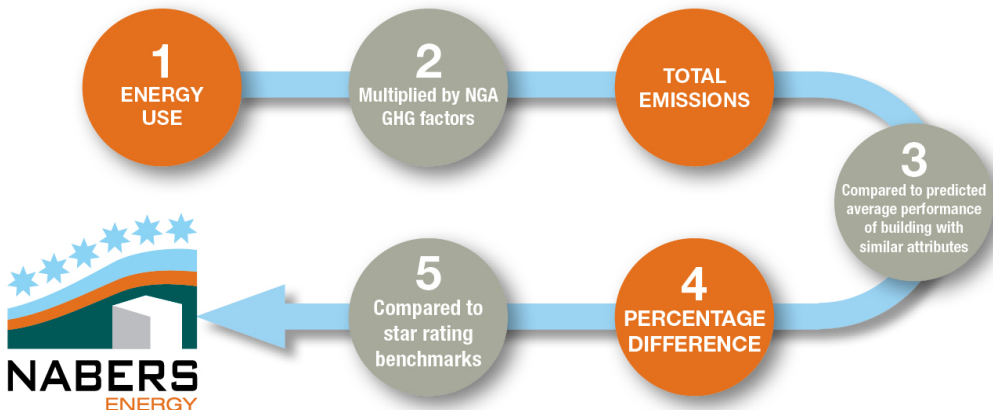 1
ENERGY
USE
2
Multiplied by NGA
GHG factors
TOTAL
EMISSIONS
3
Compared to predicted
average performance
of building with
similar attributes
4
PERCENTAGE
DIFFERENCE
5
Compared to
star rating
benchmarks
NABERS
ENERGY